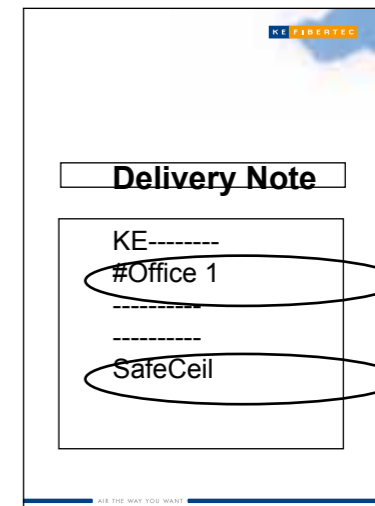 KE FIBERTEC
Delivery Note
KE--------
#Office 1
----------
----------
SafeCeil
AIR THE WAY YOU WANT